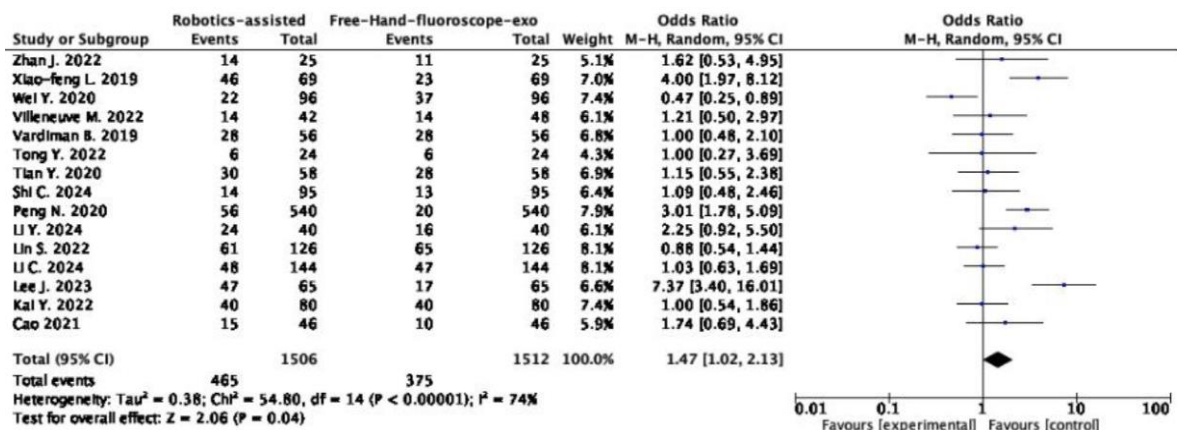 Robotics-assisted Free-Hand-fluoroscope-exo Odds Ratio Odds Ratio
Study or Subgroup Events Total Events Total Weight M-H, Random, 95% CI M-H, Random, 95% CI
Zhan J. 2022 14 25 11 25 5.1% 1.62 [0.53, 4.95]
Xiao-feng L. 2019 46 69 23 69 7.0% 4.00 [1.97, 8.12]
Wei Y. 2020 22 96 37 96 7.4% 0.47 [0.25, 0.89]
Villeneuve M. 2022 14 42 14 48 6.1% 1.21 [0.50, 2.97]
Vardiman B. 2019 28 56 28 56 6.8% 1.00 [0.48, 2.10]
Tong Y. 2022 6 24 6 24 4.3% 1.00 [0.27, 3.69]
Tian Y. 2020 30 58 28 58 6.9% 1.15 [0.55, 2.38]
Shi C. 2024 14 95 13 95 6.4% 1.09 [0.48, 2.46]
Peng N. 2020 56 540 20 540 7.9% 3.01 [1.78, 5.09]
Li Y. 2024 24 40 16 40 6.1% 2.25 [0.92, 5.50]
Lin S. 2022 61 126 65 126 8.1% 0.88 [0.54, 1.44]
Li C. 2024 48 144 47 144 8.1% 1.03 [0.63, 1.69]
Lee J. 2023 47 65 17 65 6.6% 7.37 [3.40, 16.01]
Kai Y. 2022 40 80 40 80 7.4% 1.00 [0.54, 1.86]
Cao 2021 15 46 10 46 5.9% 1.74 [0.69, 4.43]
Total (95% CI) 1506 1512 100.0% 1.47 [1.02, 2.13]
Total events 465 375
Heterogeneity: Tau² = 0.38; Chi² = 54.80, df = 14 (P < 0.00001); I² = 74%
Test for overall effect: Z = 2.06 (P = 0.04)
0.01 0.1 1 10 100
Favours [experimental] Favours [control]